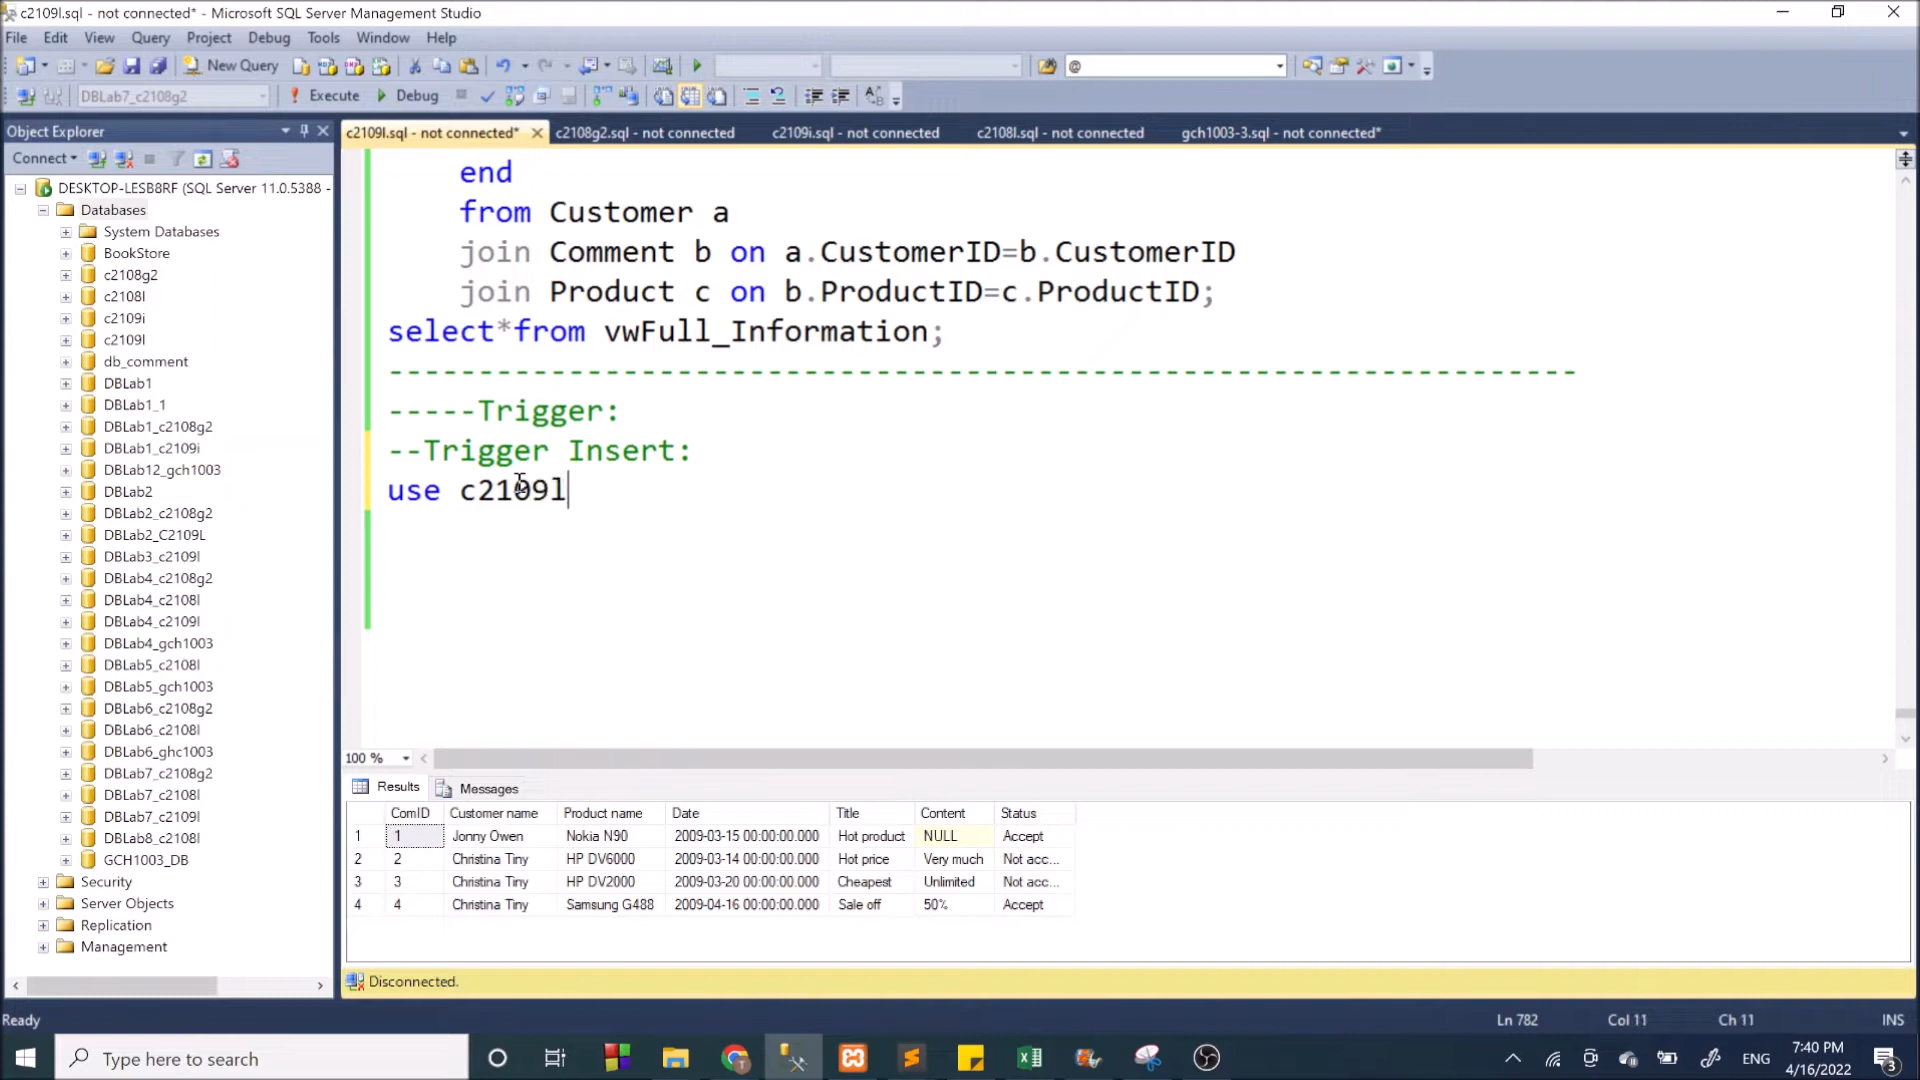 c2109l.sql - not connected* - Microsoft SQL Server Management Studio
File Edit View Query Project Debug Tools Window Help
New Query @
DBLab7_c2108g2 Execute Debug
Object Explorer
Connect
DESKTOP-LESB8RF (SQL Server 11.0.5388 -
Databases
System Databases
BookStore
c2108g2
c2108l
c2109i
c2109l
db_comment
DBLab1
DBLab1_1
DBLab1_c2108g2
DBLab1_c2109i
DBLab12_gch1003
DBLab2
DBLab2_c2108g2
DBLab2_C2109L
DBLab3_c2109l
DBLab4_c2108g2
DBLab4_c2108l
DBLab4_c2109l
DBLab4_gch1003
DBLab5_c2108l
DBLab5_gch1003
DBLab6_c2108g2
DBLab6_c2108l
DBLab6_ghc1003
DBLab7_c2108g2
DBLab7_c2108l
DBLab7_c2109l
DBLab8_c2108l
GCH1003_DB
Security
Server Objects
Replication
Management
c2109l.sql - not connected* c2108g2.sql - not connected c2109i.sql - not connected c2108l.sql - not connected gch1003-3.sql - not connected*
end
from Customer a
join Comment b on a.CustomerID=b.CustomerID
join Product c on b.ProductID=c.ProductID;
select*from vwFull_Information;
------------------------------------------------------------------
-----Trigger:
--Trigger Insert:
use c2109l
100 %
Results Messages
ComID Customer name Product name Date Title Content Status
1 1 Jonny Owen Nokia N90 2009-03-15 00:00:00.000 Hot product NULL Accept
2 2 Christina Tiny HP DV6000 2009-03-14 00:00:00.000 Hot price Very much Not acc...
3 3 Christina Tiny HP DV2000 2009-03-20 00:00:00.000 Cheapest Unlimited Not acc...
4 4 Christina Tiny Samsung G488 2009-04-16 00:00:00.000 Sale off 50% Accept
Disconnected.
Ready Ln 782 Col 11 Ch 11 INS
Type here to search ENG 7:40 PM
4/16/2022 3